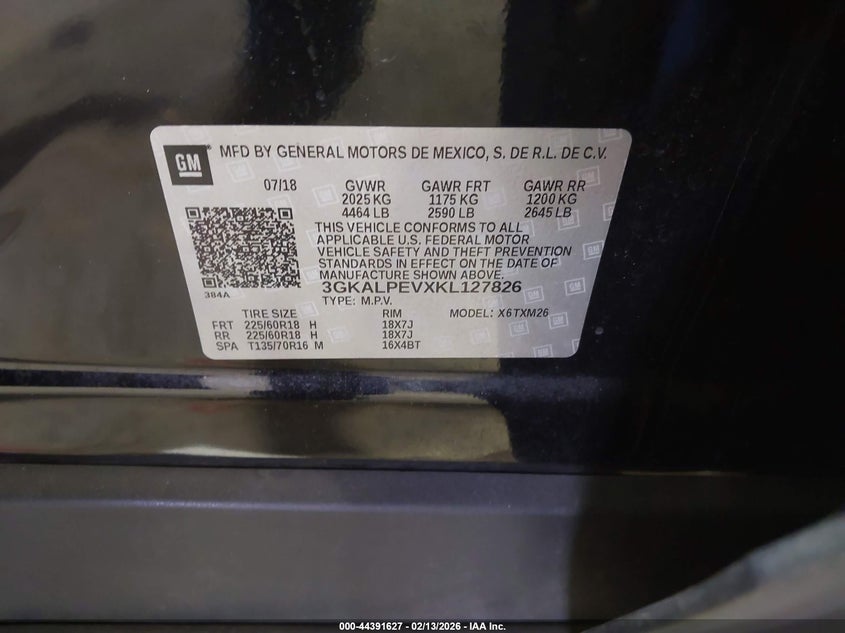 GM MFD BY GENERAL MOTORS DE MEXICO, S. DE R.L. DE C.V.
07/18 GVWR GAWR FRT GAWR RR
2025 KG 1175 KG 1200 KG
4464 LB 2590 LB 2645 LB
THIS VEHICLE CONFORMS TO ALL
APPLICABLE U.S. FEDERAL MOTOR
VEHICLE SAFETY AND THEFT PREVENTION
STANDARDS IN EFFECT ON THE DATE OF
MANUFACTURE SHOWN ABOVE.
384A
3GKALPEVXKL127826
TYPE: M.P.V.
TIRE SIZE RIM MODEL: X6TXM26
FRT 225/60R18 H 18X7J
RR 225/60R18 H 18X7J
SPA T135/70R16 M 16X4BT
000-44391627 - 02/13/2026 - IAA Inc.